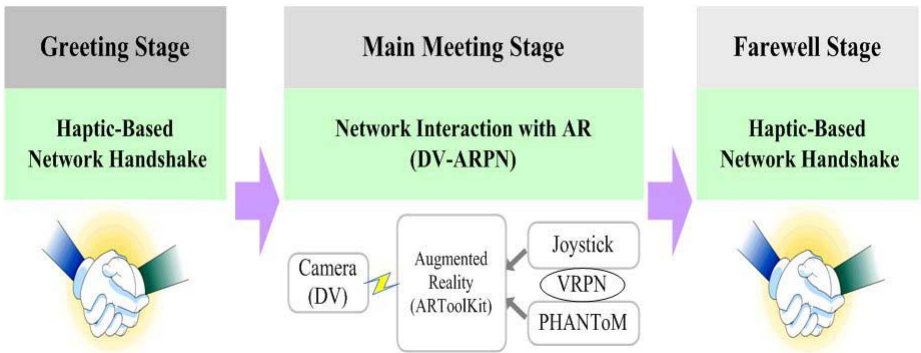 Greeting Stage
Haptic-Based
Network Handshake
Main Meeting Stage
Network Interaction with AR
(DV-ARPN)
Camera
(DV)
Augmented
Reality
(ARToolKit)
Joystick
VRPN
PHANToM
Farewell Stage
Haptic-Based
Network Handshake